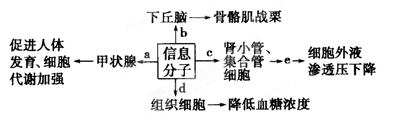 下丘脑→骨骼肌战栗
b
促进人体
发育、细胞
代谢加强
←甲状腺
a
信息
分子
c
肾小管、
集合管
细胞
e
细胞外液
渗透压下降
d
组织细胞→降低血糖浓度